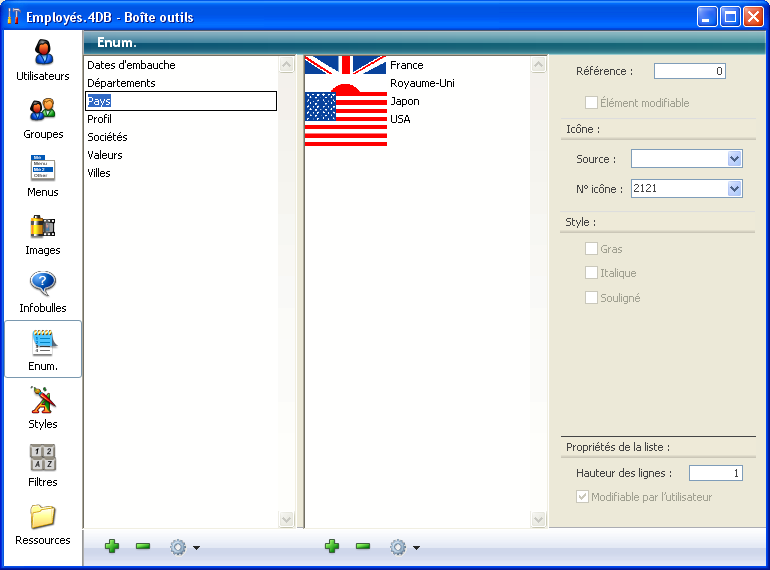 Employés.4DB - Boîte outils
Enum.
Utilisateurs
Groupes
Menus
Images
Infobulles
Enum.
Styles
Filtres
Ressources
Dates d'embauche
Départements
Pays
Profil
Sociétés
Valeurs
Villes
France
Royaume-Uni
Japon
USA
Référence : 0
Élément modifiable
Icône :
Source :
N° icône : 2121
Style :
Gras
Italique
Souligné
Propriétés de la liste :
Hauteur des lignes : 1
Modifiable par l'utilisateur